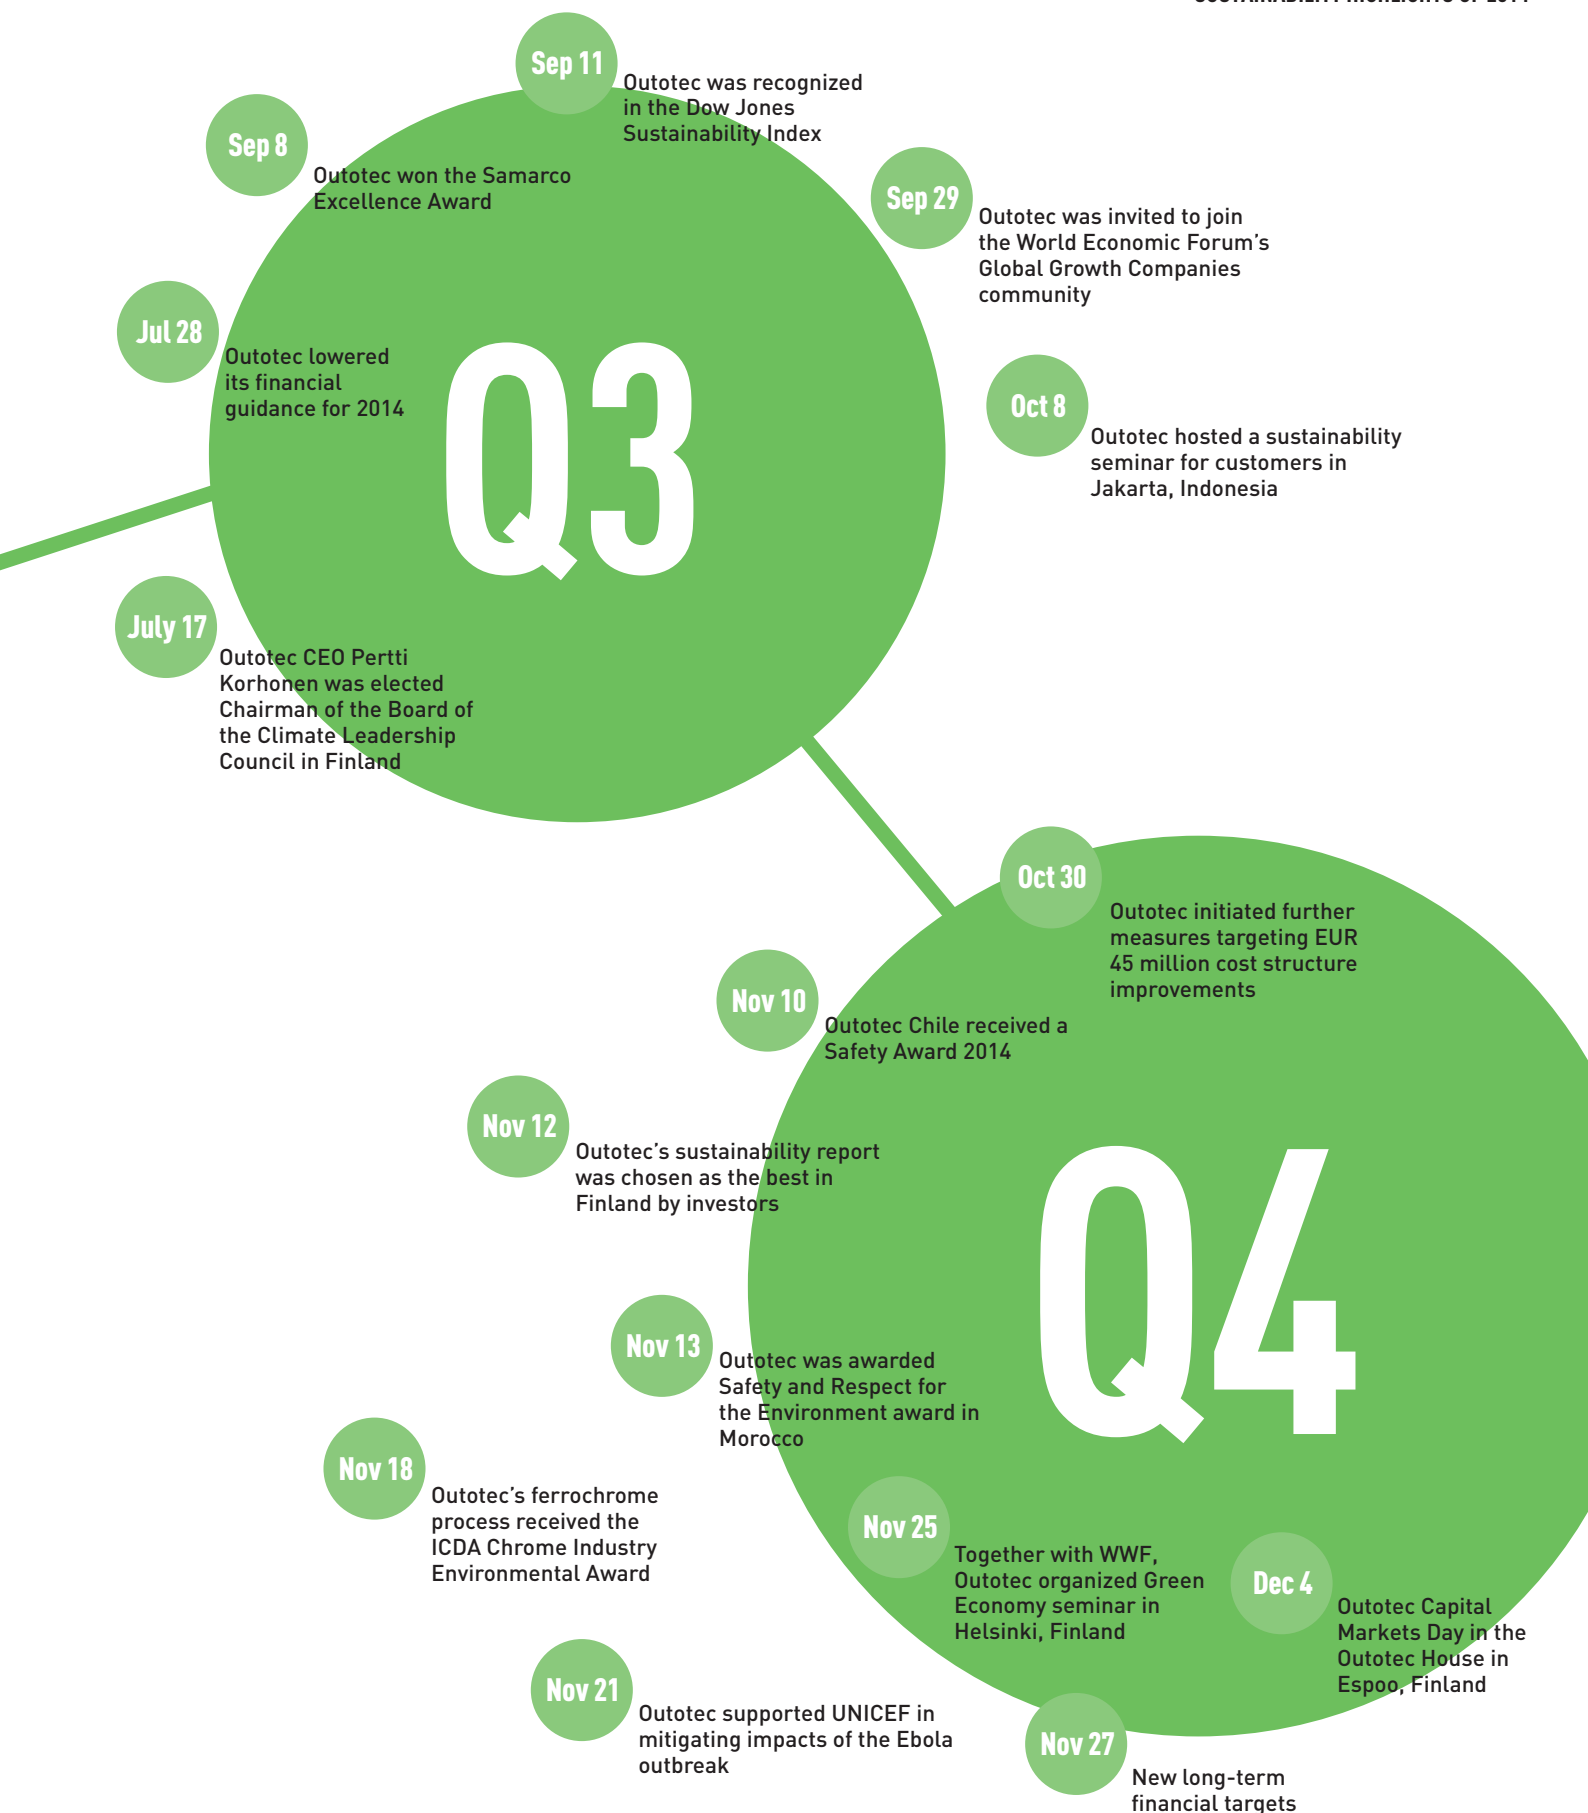 SUSTAINABILITY HIGHLIGHTS OF 2014
Sep 11
Outotec was recognized
in the Dow Jones
Sustainability Index
Sep 8
Outotec won the Samarco
Excellence Award
Sep 29
Outotec was invited to join
the World Economic Forum’s
Global Growth Companies
community
Jul 28
Outotec lowered
its financial
guidance for 2014
Q3
Oct 8
Outotec hosted a sustainability
seminar for customers in
Jakarta, Indonesia
July 17
Outotec CEO Pertti
Korhonen was elected
Chairman of the Board of
the Climate Leadership
Council in Finland
Oct 30
Outotec initiated further
measures targeting EUR
45 million cost structure
improvements
Nov 10
Outotec Chile received a
Safety Award 2014
Nov 12
Outotec’s sustainability report
was chosen as the best in
Finland by investors
Q4
Nov 13
Outotec was awarded
Safety and Respect for
the Environment award in
Morocco
Nov 18
Outotec’s ferrochrome
process received the
ICDA Chrome Industry
Environmental Award
Nov 25
Together with WWF,
Outotec organized Green
Economy seminar in
Helsinki, Finland
Dec 4
Outotec Capital
Markets Day in the
Outotec House in
Espoo, Finland
Nov 21
Outotec supported UNICEF in
mitigating impacts of the Ebola
outbreak
Nov 27
New long-term
financial targets